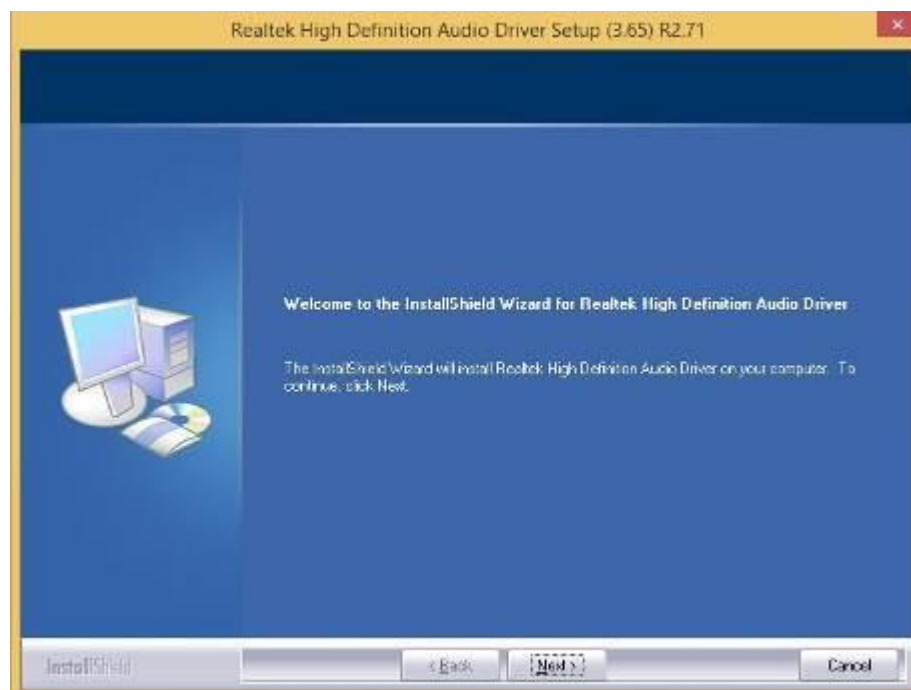 Realtek High Definition Audio Driver Setup (3.65) R2.71
Welcome to the InstallShield Wizard for Realtek High Definition Audio Driver
The InstallShield Wizard will install Realtek High Definition Audio Driver on your computer. To
continue, click Next.
InstallShield
< Back
Next >
Cancel